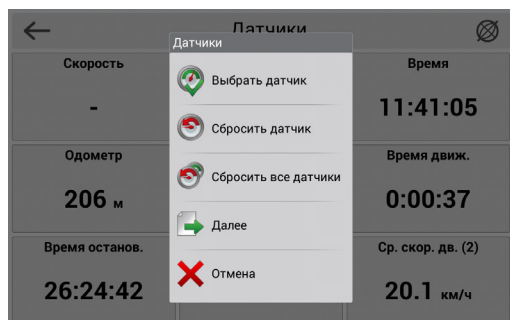 Датчики
Датчики
Скорость
-
Время
11:41:05
Одометр
206 м
Время движ.
0:00:37
Время останов.
26:24:42
Ср. скор. дв. (2)
20.1 км/ч
Выбрать датчик
Сбросить датчик
Сбросить все датчики
Далее
Отмена